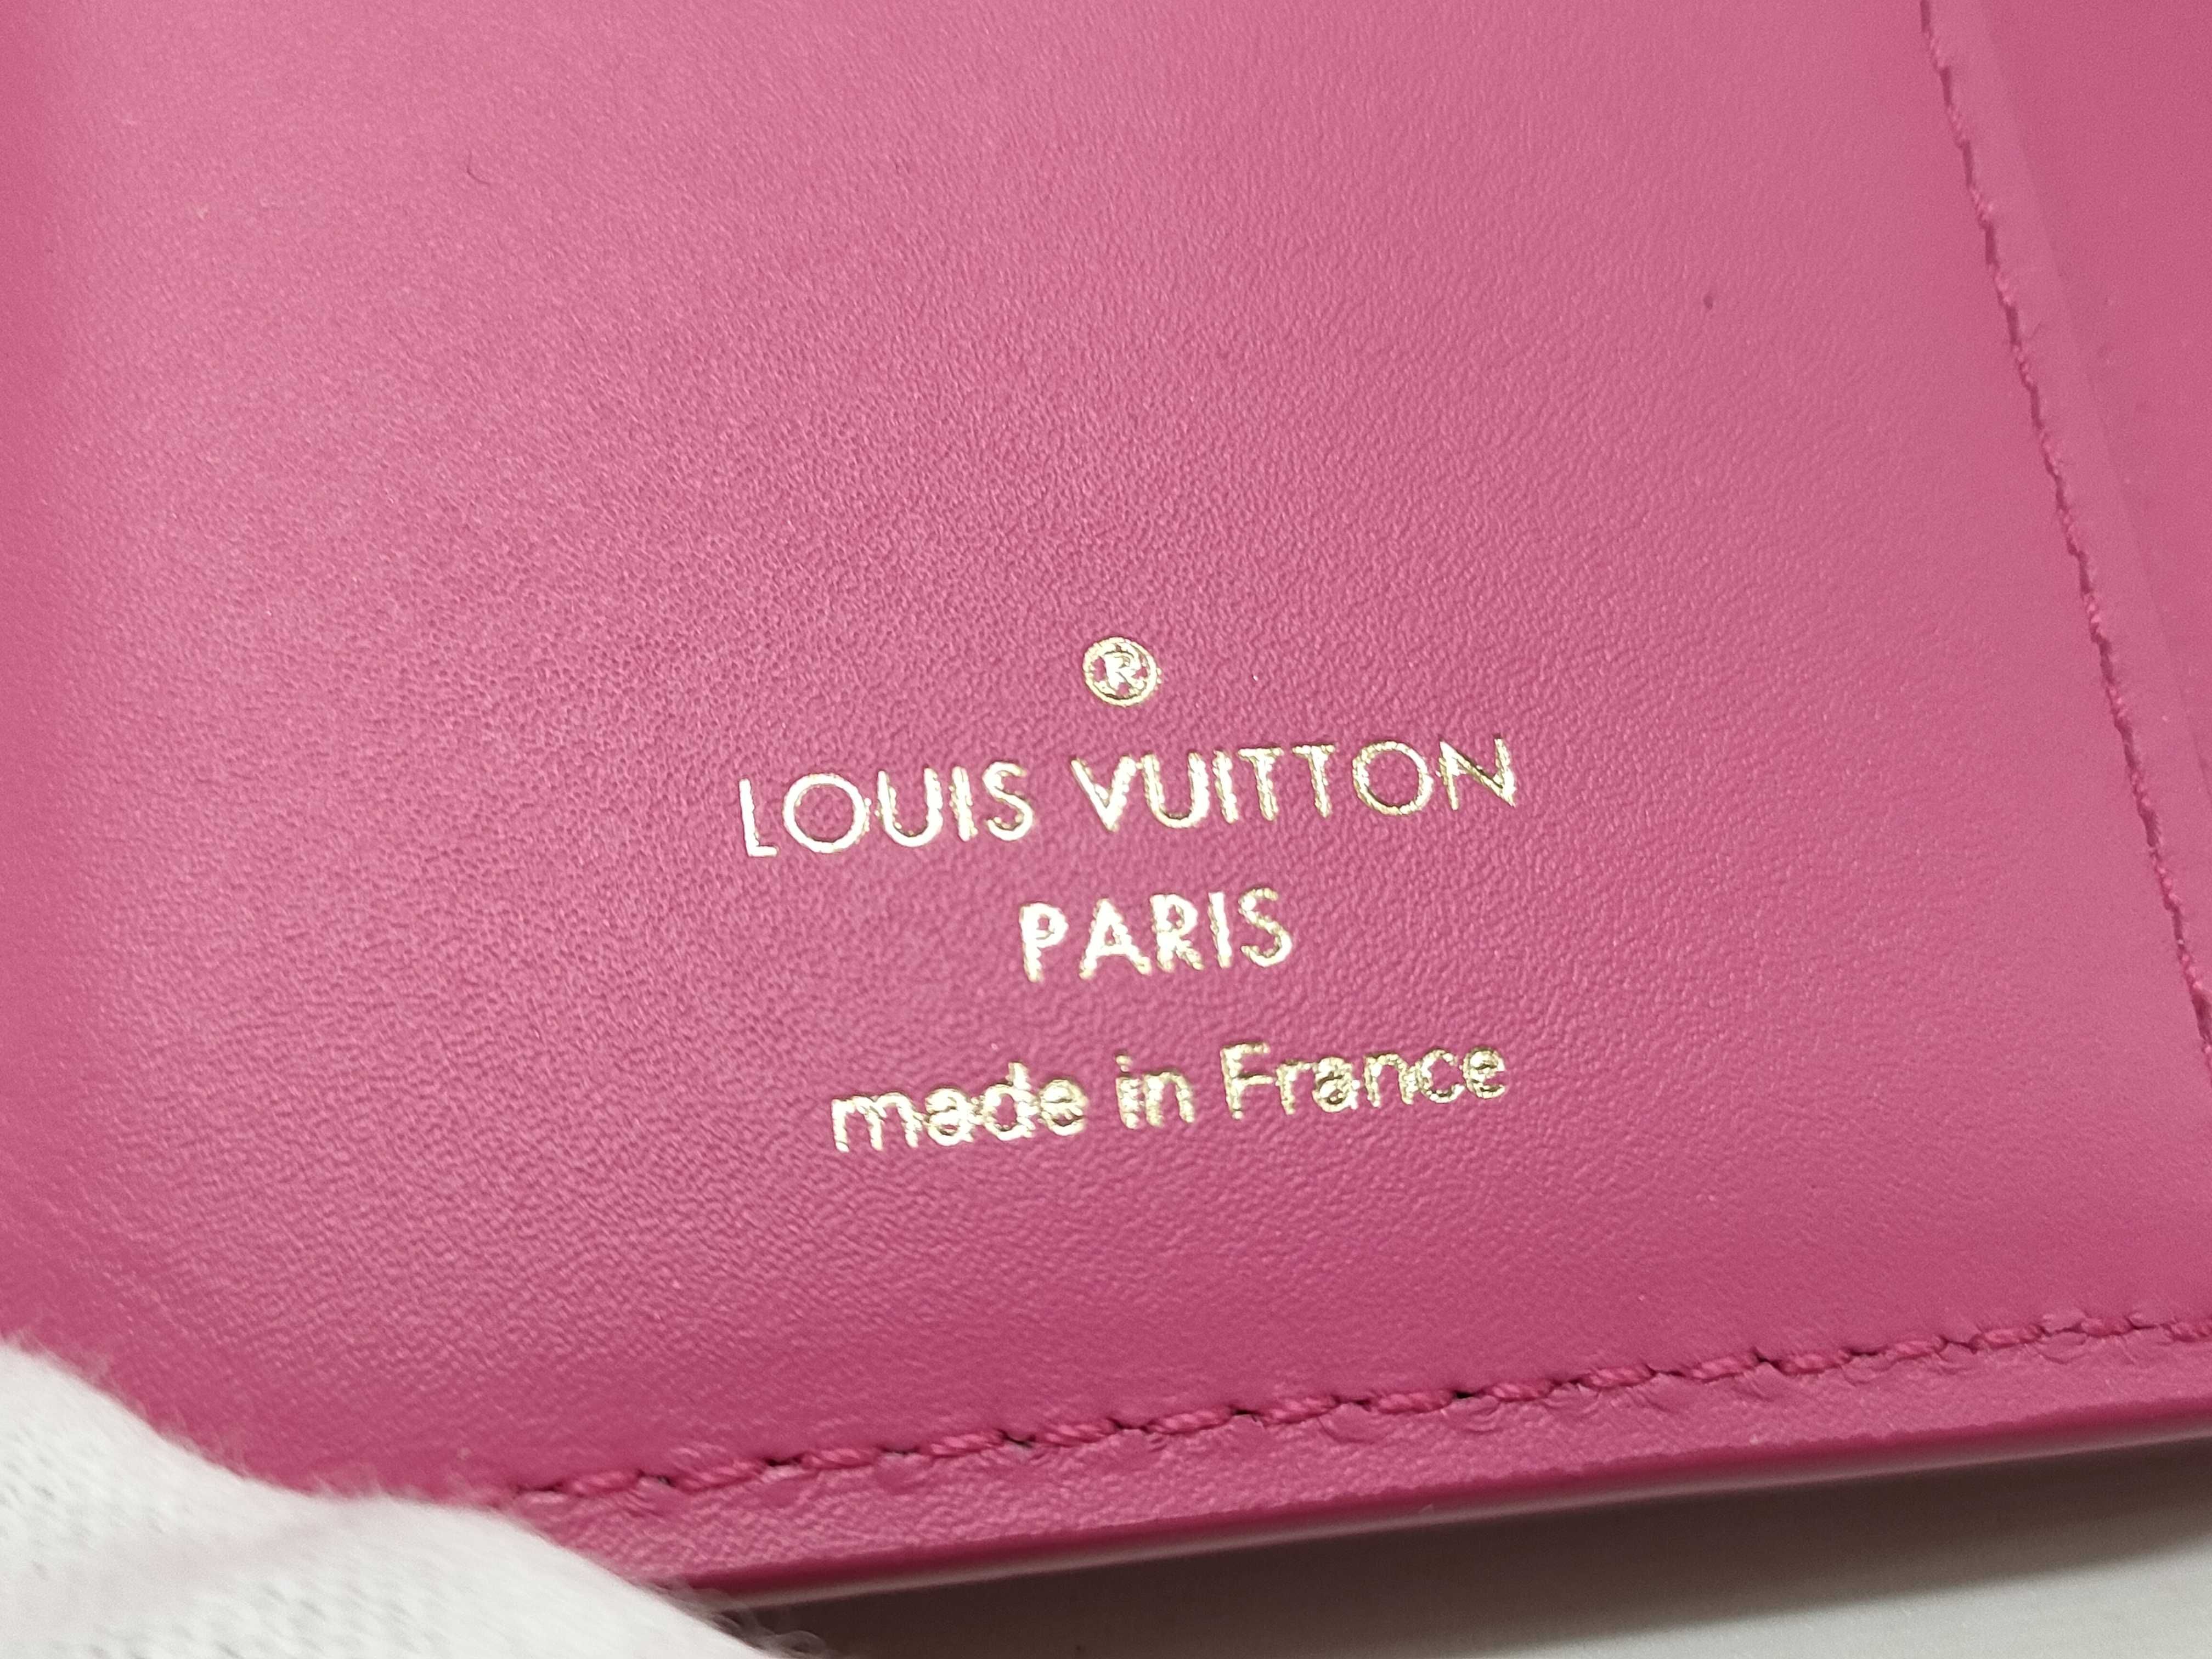 ®
LOUIS VUITTON
PARIS
made in France